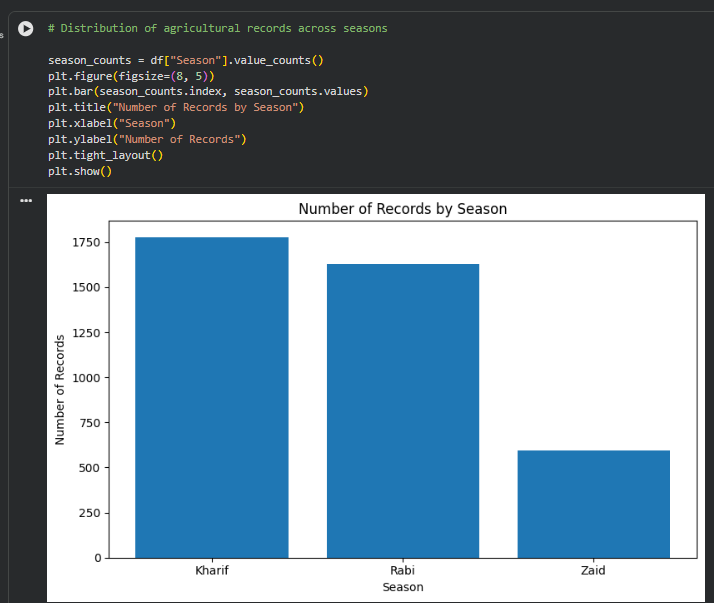 s
# Distribution of agricultural records across seasons
season_counts = df["Season"].value_counts()
plt.figure(figsize=(8, 5))
plt.bar(season_counts.index, season_counts.values)
plt.title("Number of Records by Season")
plt.xlabel("Season")
plt.ylabel("Number of Records")
plt.tight_layout()
plt.show()
Number of Records by Season
Number of Records
1750
1500
1250
1000
750
500
250
0
Kharif Rabi Zaid
Season